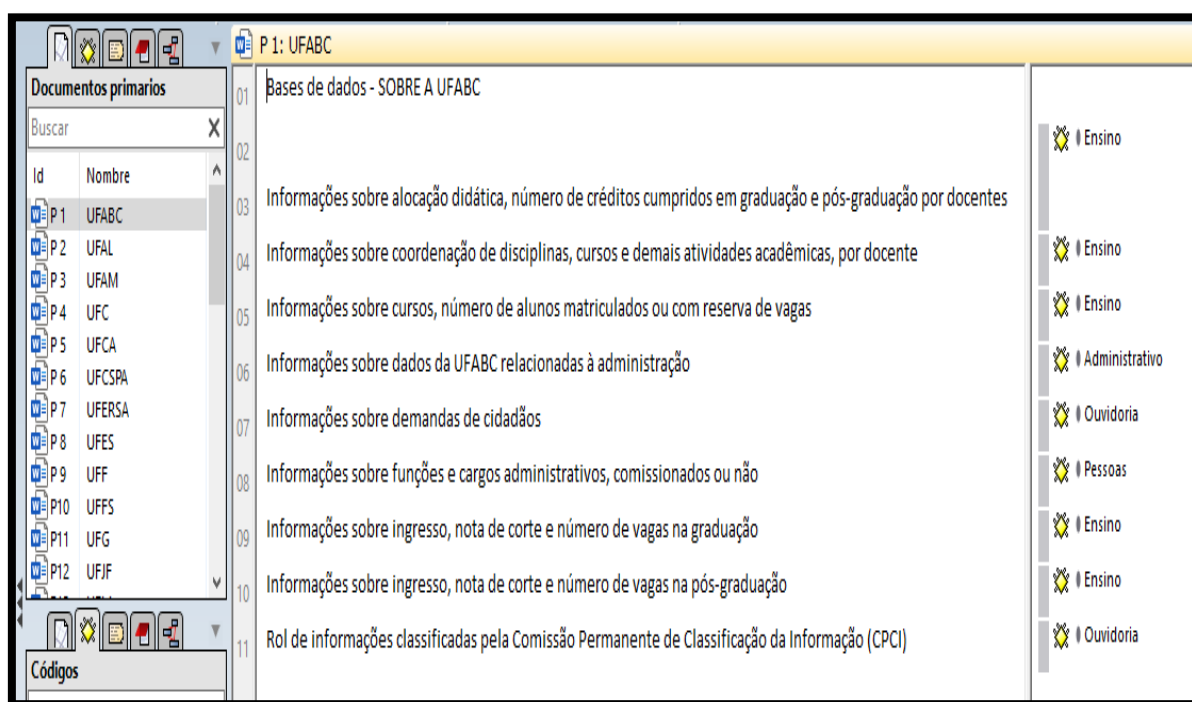 P 1: UFABC
Documentos primarios
Buscar
Id Nombre
P 1 UFABC
P 2 UFAL
P 3 UFAM
P 4 UFC
P 5 UFCA
P 6 UFCSPA
P 7 UFERSA
P 8 UFES
P 9 UFF
P10 UFFS
P11 UFG
P12 UFJF
Códigos
01 Bases de dados - SOBRE A UFABC
02 Ensino
03 Informações sobre alocação didática, número de créditos cumpridos em graduação e pós-graduação por docentes
04 Informações sobre coordenação de disciplinas, cursos e demais atividades acadêmicas, por docente Ensino
05 Informações sobre cursos, número de alunos matriculados ou com reserva de vagas Ensino
06 Informações sobre dados da UFABC relacionadas à administração Administrativo
07 Informações sobre demandas de cidadãos Ouvidoria
08 Informações sobre funções e cargos administrativos, comissionados ou não Pessoas
09 Informações sobre ingresso, nota de corte e número de vagas na graduação Ensino
10 Informações sobre ingresso, nota de corte e número de vagas na pós-graduação Ensino
11 Rol de informações classificadas pela Comissão Permanente de Classificação da Informação (CPCI) Ouvidoria